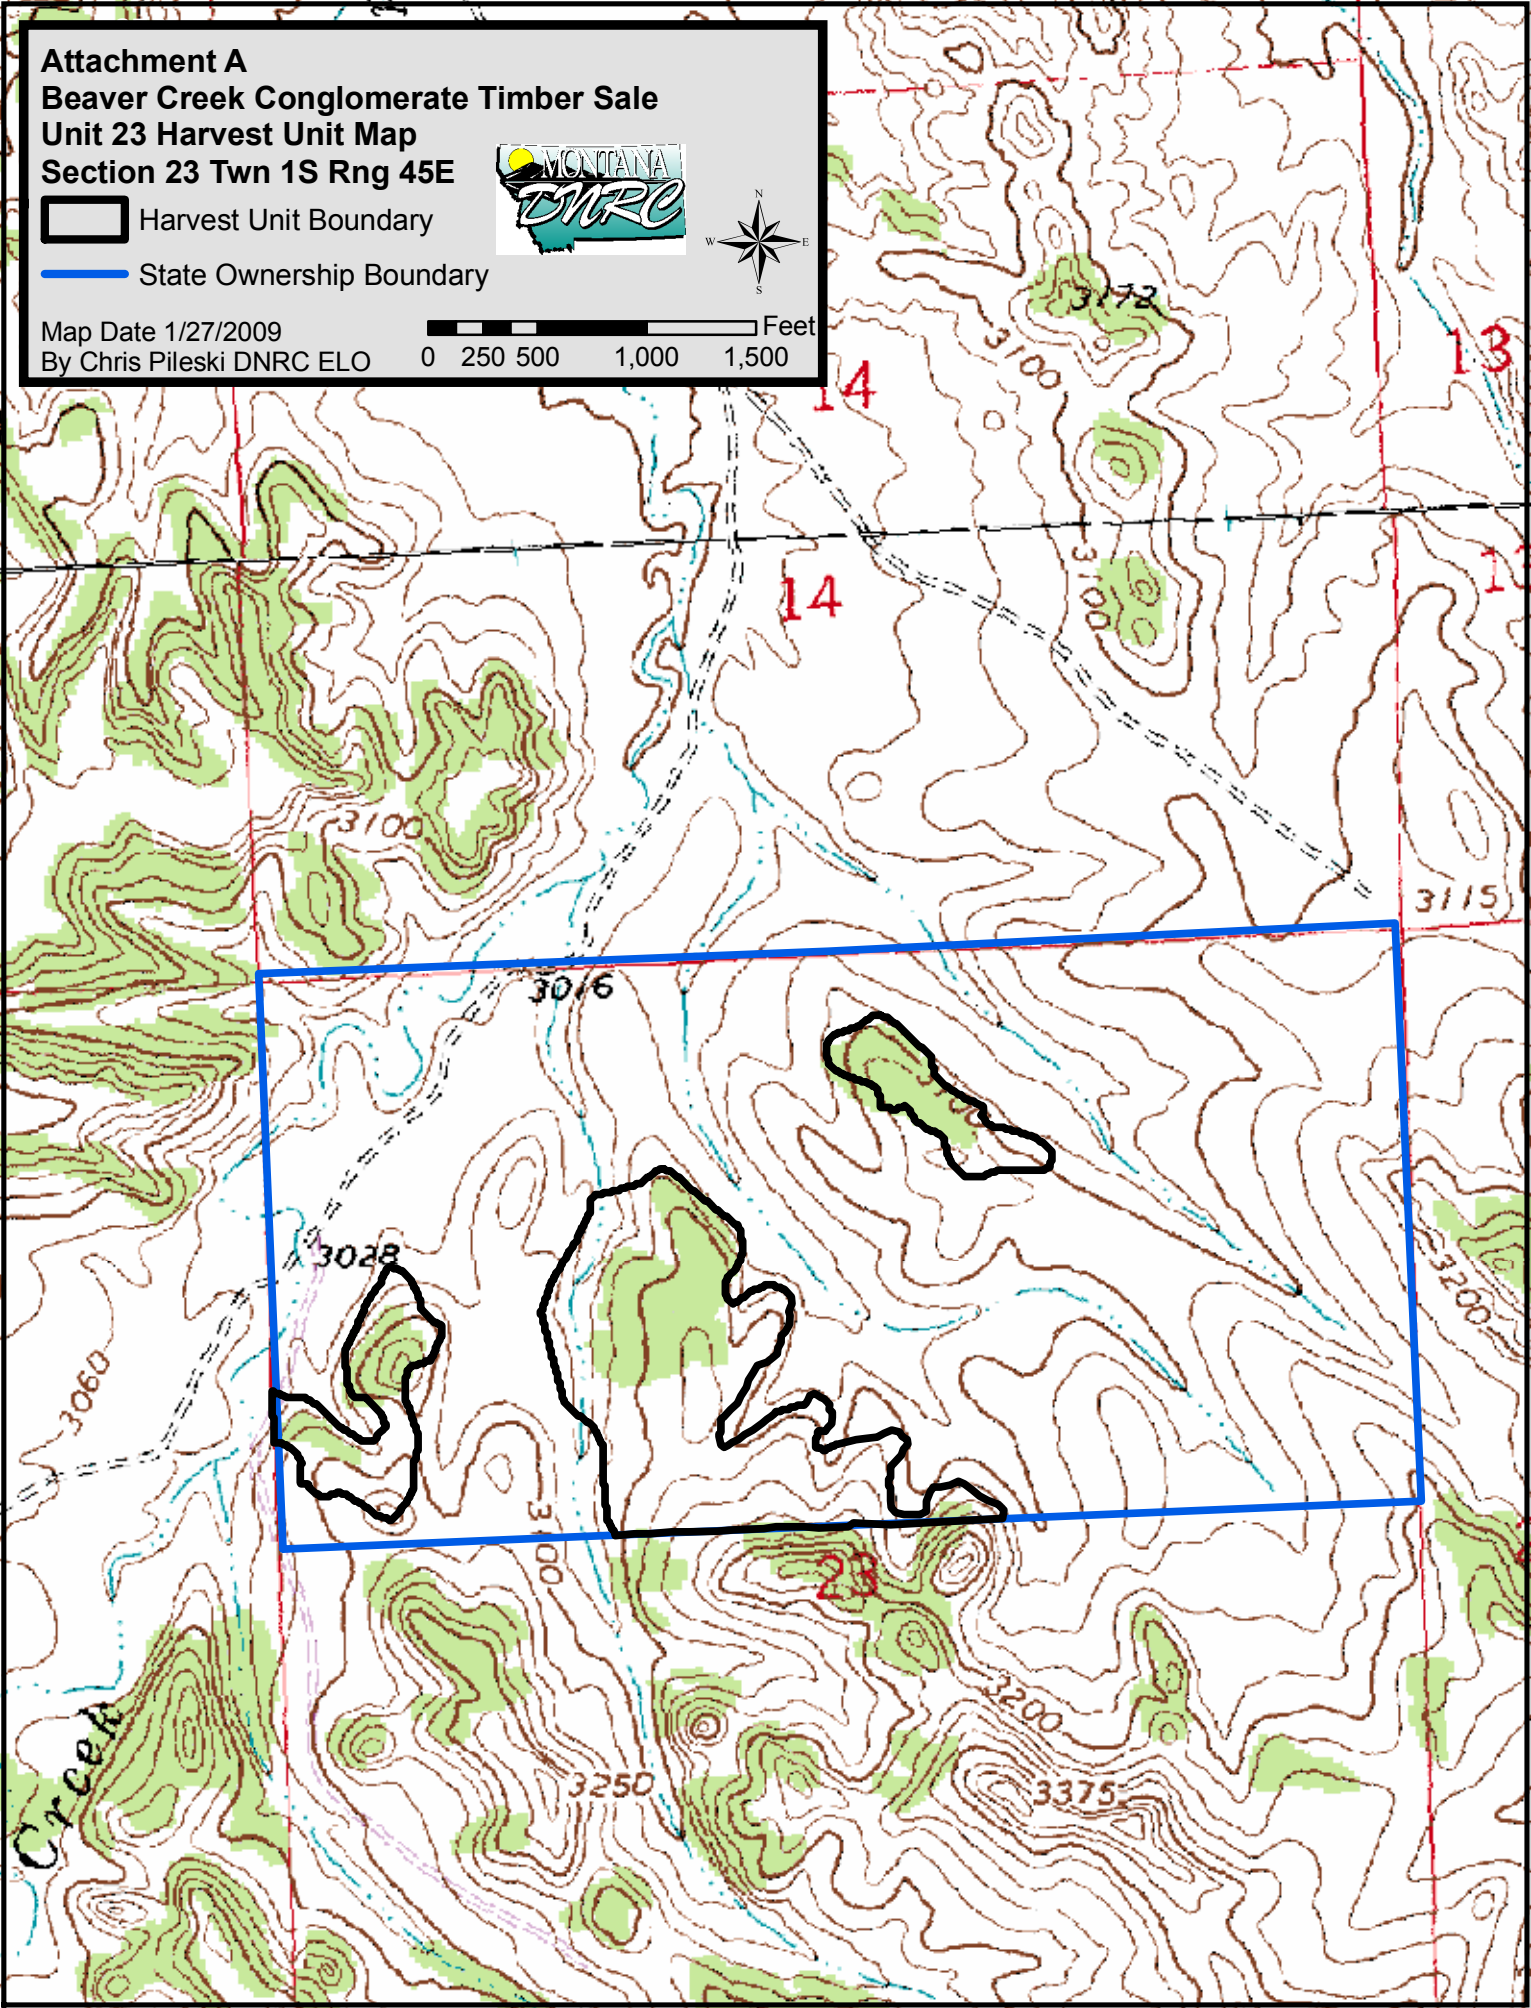 Attachment A
Beaver Creek Conglomerate Timber Sale
Unit 23 Harvest Unit Map
Section 23 Twn 1S Rng 45E
MONTANA
DNRC
Harvest Unit Boundary
N
W E
S
State Ownership Boundary
Map Date 1/27/2009
By Chris Pileski DNRC ELO
Feet
0 250 500 1,000 1,500
3172
3100
13
14
3100
14
3100
3115
3016
3028
3200
3060
3100
23
3200
Creek
3250
3375